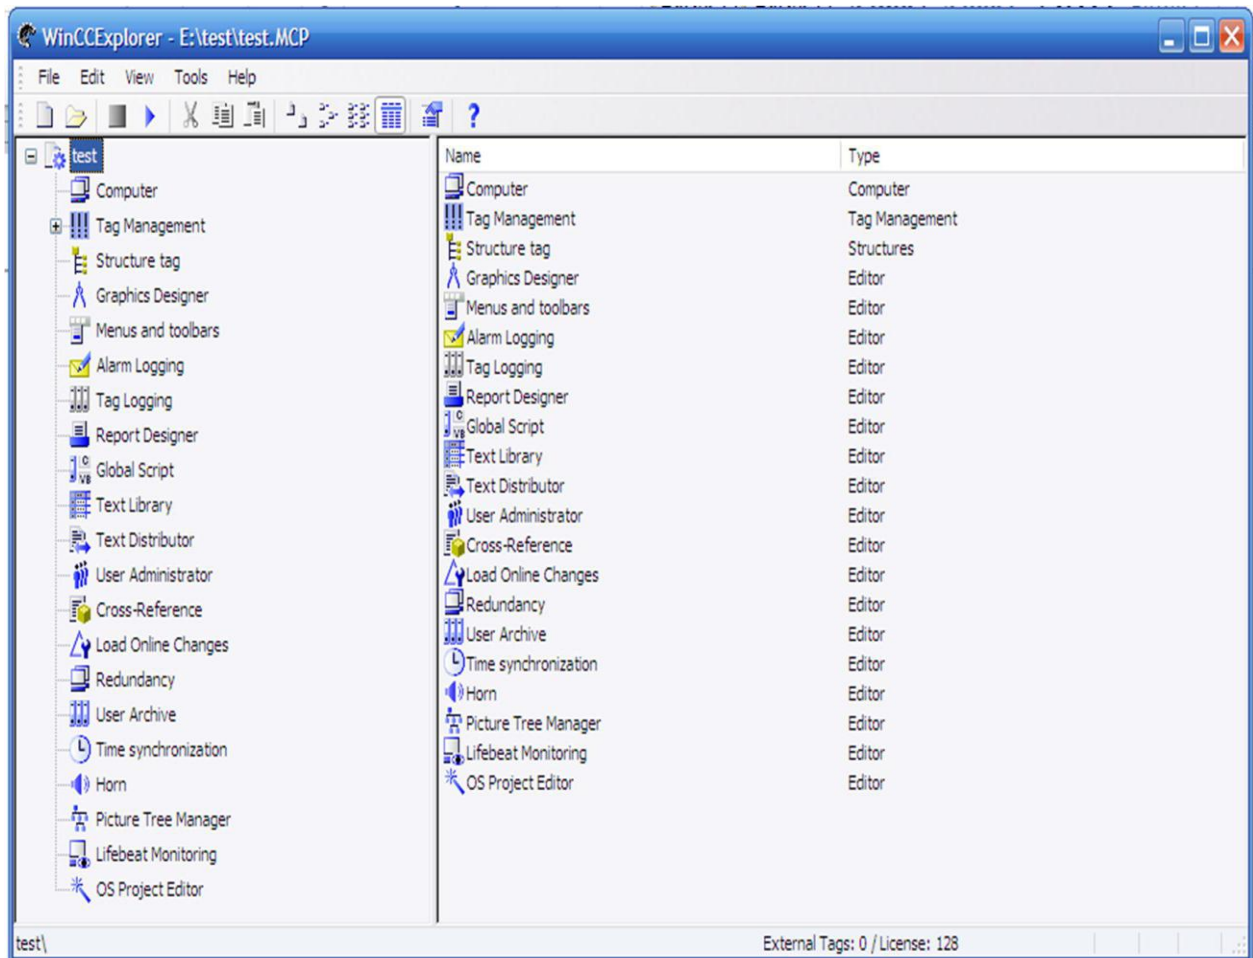 WinCCExplorer - E:\test\test.MCP
File Edit View Tools Help
test
Computer
Tag Management
Structure tag
Graphics Designer
Menus and toolbars
Alarm Logging
Tag Logging
Report Designer
Global Script
Text Library
Text Distributor
User Administrator
Cross-Reference
Load Online Changes
Redundancy
User Archive
Time synchronization
Horn
Picture Tree Manager
Lifebeat Monitoring
OS Project Editor
Name Type
Computer Computer
Tag Management Tag Management
Structure tag Structures
Graphics Designer Editor
Menus and toolbars Editor
Alarm Logging Editor
Tag Logging Editor
Report Designer Editor
Global Script Editor
Text Library Editor
Text Distributor Editor
User Administrator Editor
Cross-Reference Editor
Load Online Changes Editor
Redundancy Editor
User Archive Editor
Time synchronization Editor
Horn Editor
Picture Tree Manager Editor
Lifebeat Monitoring Editor
OS Project Editor Editor
test\ External Tags: 0 / License: 128